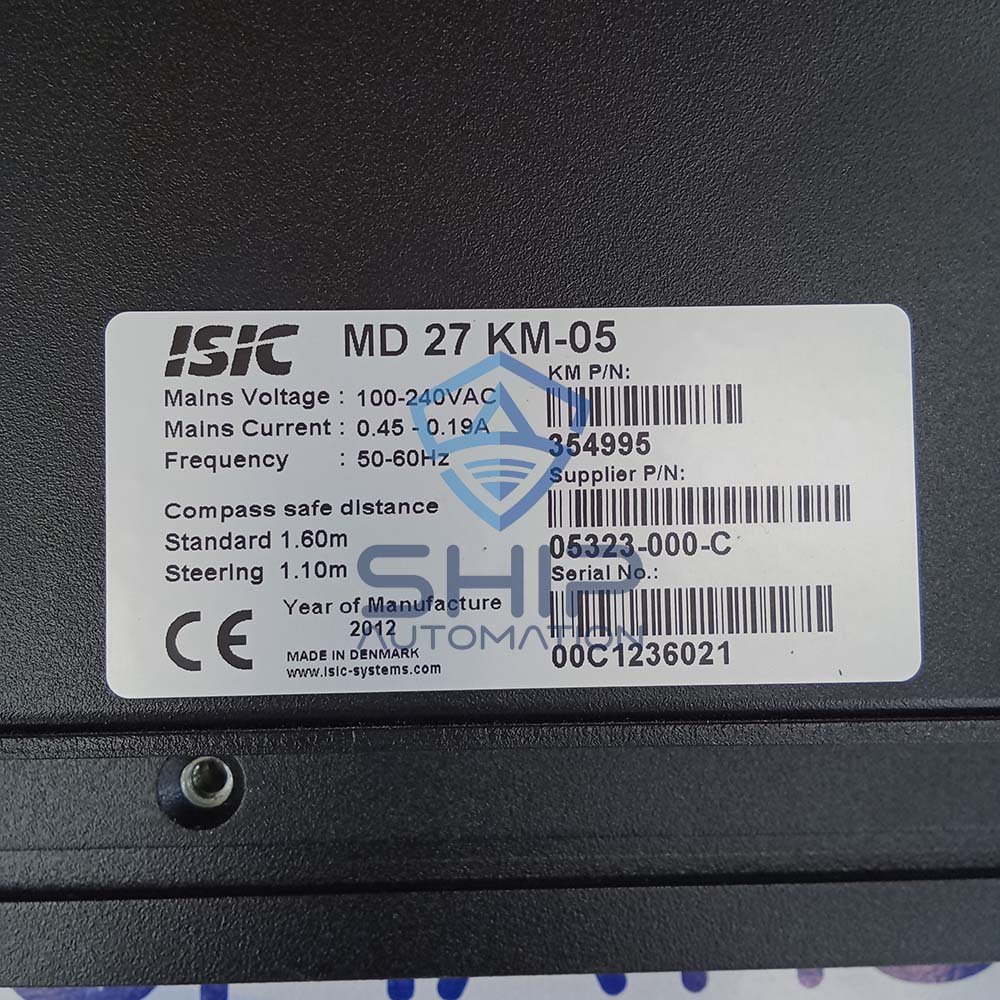 ISIC MD 27 KM-05
Mains Voltage : 100-240VAC
Mains Current : 0.45 - 0.19A
Frequency : 50-60Hz
Compass safe distance
Standard 1.60m
Steering 1.10m
CE
Year of Manufacture
2012
MADE IN DENMARK
www.isic-systems.com
KM P/N:
354995
Supplier P/N:
05323-000-C
Serial No.:
00C1236021
SHIP
AUTOMATION